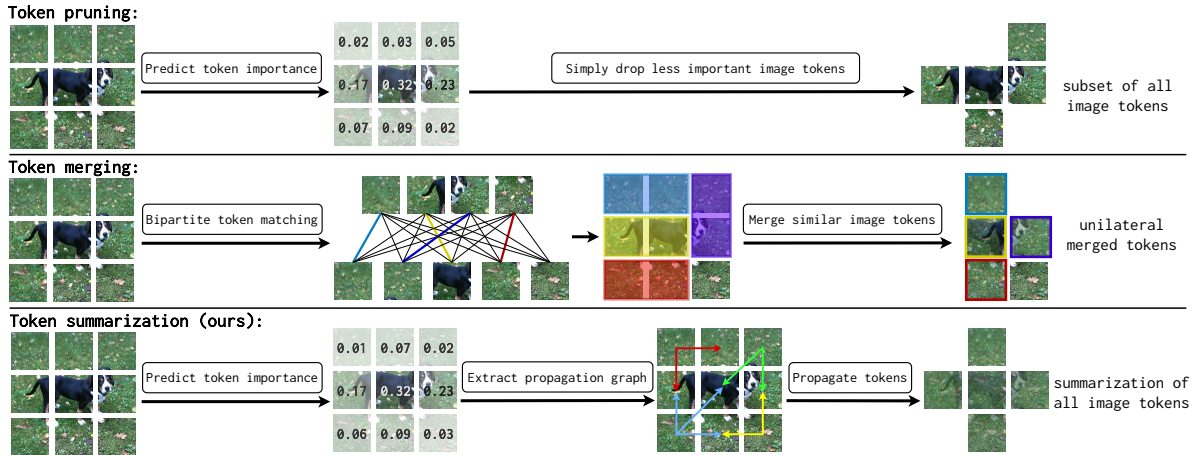 Token pruning:
Predict token importance
0.02 0.03 0.05
0.17 0.32 0.23
0.07 0.09 0.02
Simply drop less important image tokens
subset of all
image tokens
Token merging:
Bipartite token matching
Merge similar image tokens
unilateral
merged tokens
Token summarization (ours):
Predict token importance
0.01 0.07 0.02
0.17 0.32 0.23
0.06 0.09 0.03
Extract propagation graph
Propagate tokens
summarization of
all image tokens